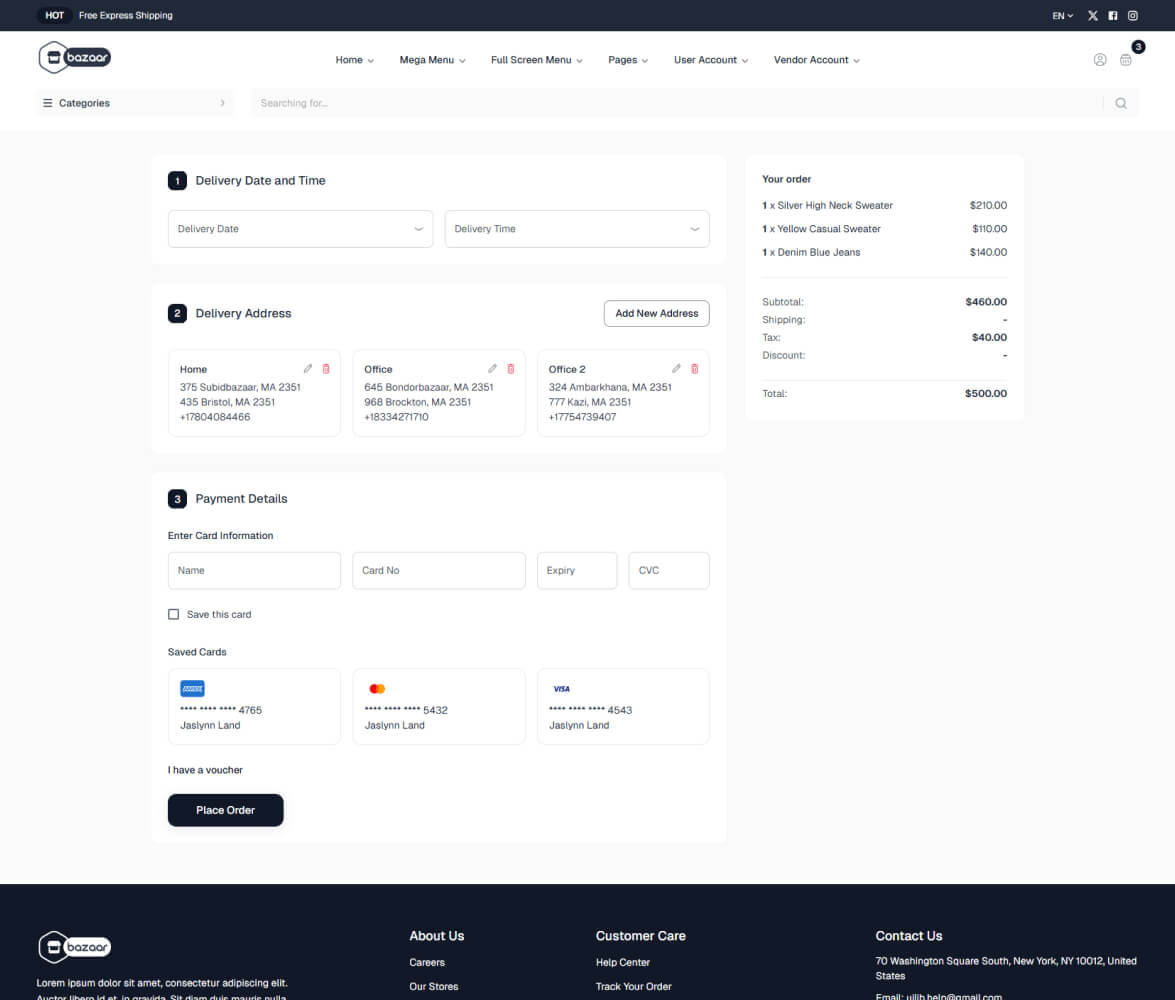 HOT Free Express Shipping EN
bazaar
Home Mega Menu Full Screen Menu Pages User Account Vendor Account 3
Categories Searching for...
1 Delivery Date and Time
Delivery Date Delivery Time
Your order
1 x Silver High Neck Sweater $210.00
1 x Yellow Casual Sweater $110.00
1 x Denim Blue Jeans $140.00
Subtotal: $460.00
Shipping: -
Tax: $40.00
Discount: -
Total: $500.00
2 Delivery Address Add New Address
Home
375 Subidbazaar, MA 2351
435 Bristol, MA 2351
+17804084466
Office
645 Bondorbazaar, MA 2351
968 Brockton, MA 2351
+18334271710
Office 2
324 Ambarkhana, MA 2351
777 Kazi, MA 2351
+17754739407
3 Payment Details
Enter Card Information
Name Card No Expiry CVC
Save this card
Saved Cards
**** **** **** 4765
Jaslynn Land
**** **** **** 5432
Jaslynn Land
VISA
**** **** **** 4543
Jaslynn Land
I have a voucher
Place Order
bazaar
Lorem ipsum dolor sit amet, consectetur adipiscing elit.
Auctor libero id et, in gravida. Sit diam duis mauris nulla
About Us
Careers
Our Stores
Customer Care
Help Center
Track Your Order
Contact Us
70 Washington Square South, New York, NY 10012, United
States
Email: uilib.help@gmail.com